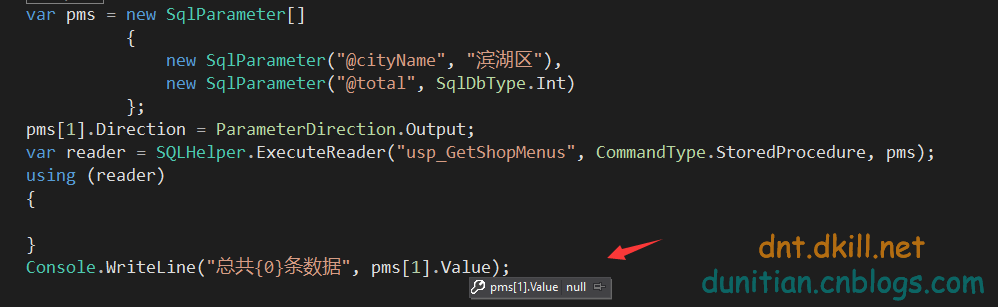 var pms = new SqlParameter[]
{
new SqlParameter("@cityName", "滨湖区"),
new SqlParameter("@total", SqlDbType.Int)
};
pms[1].Direction = ParameterDirection.Output;
var reader = SQLHelper.ExecuteReader("usp_GetShopMenus", CommandType.StoredProcedure, pms);
using (reader)
{
}
Console.WriteLine("总共{0}条数据", pms[1].Value);
pms[1].Value null
dnt.dkill.net
dunitian.cnblogs.com